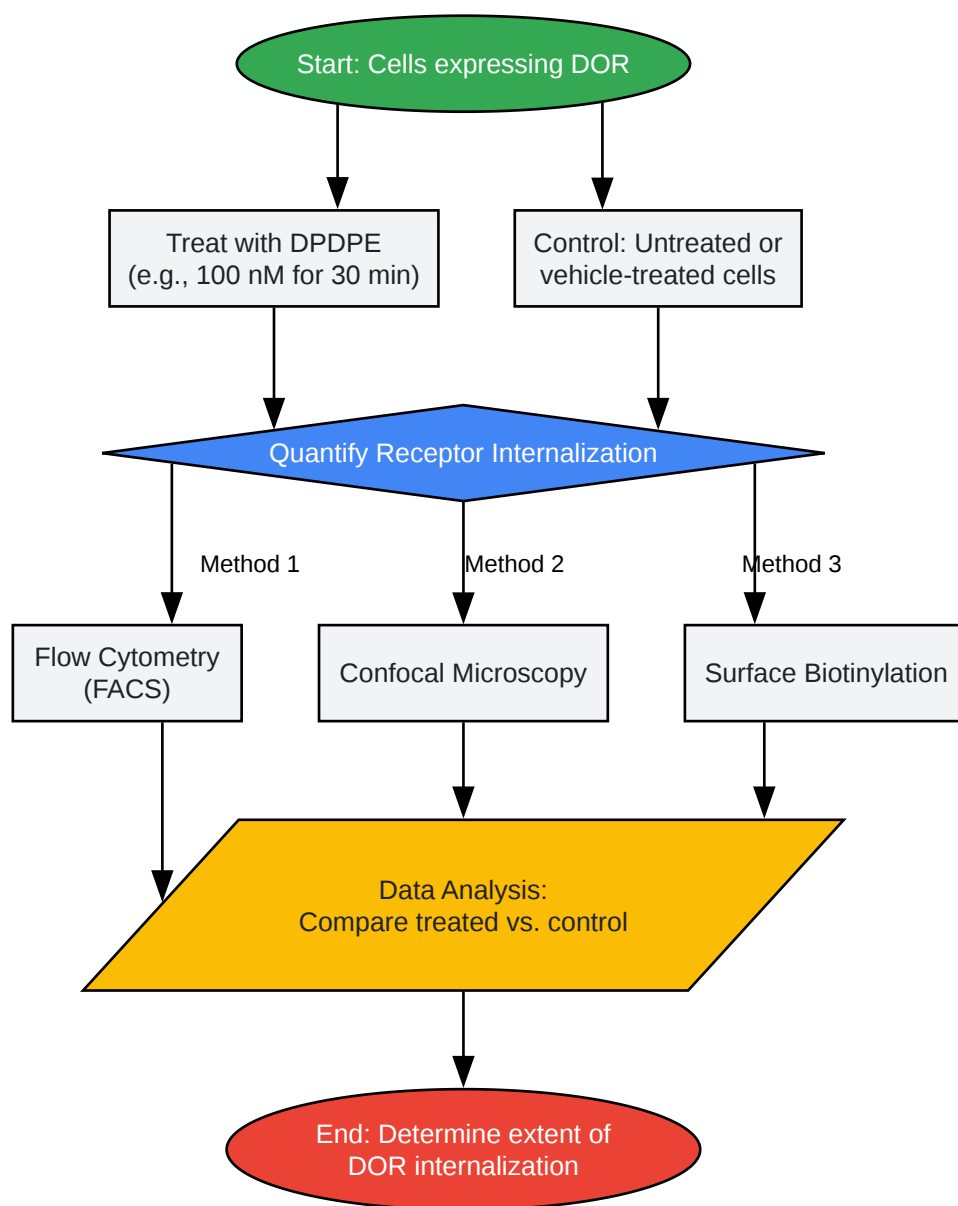 Start: Cells expressing DOR
Treat with DPDPE
(e.g., 100 nM for 30 min)
Control: Untreated or
vehicle-treated cells
Quantify Receptor Internalization
Method 1
Method 2
Method 3
Flow Cytometry
(FACS)
Confocal Microscopy
Surface Biotinylation
Data Analysis:
Compare treated vs. control
End: Determine extent of
DOR internalization